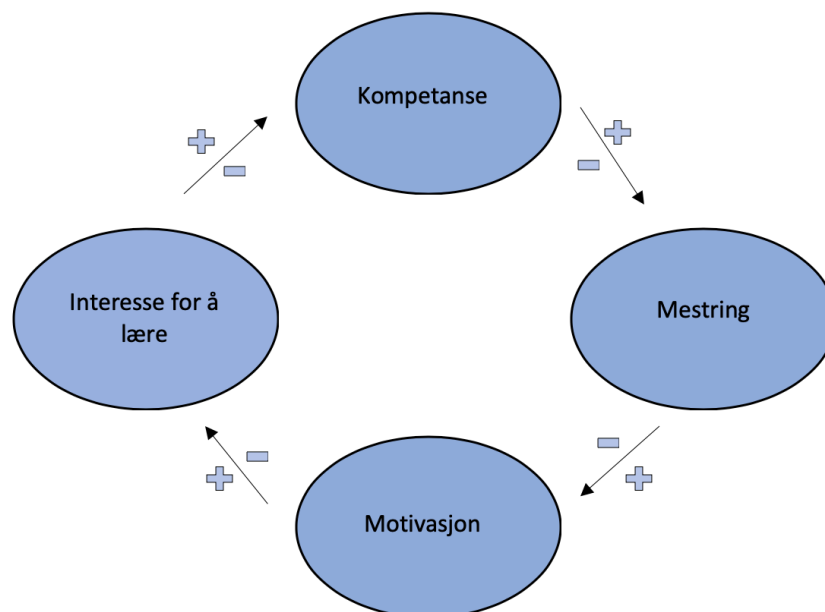 Kompetanse
Mestring
Motivasjon
Interesse for å
lære